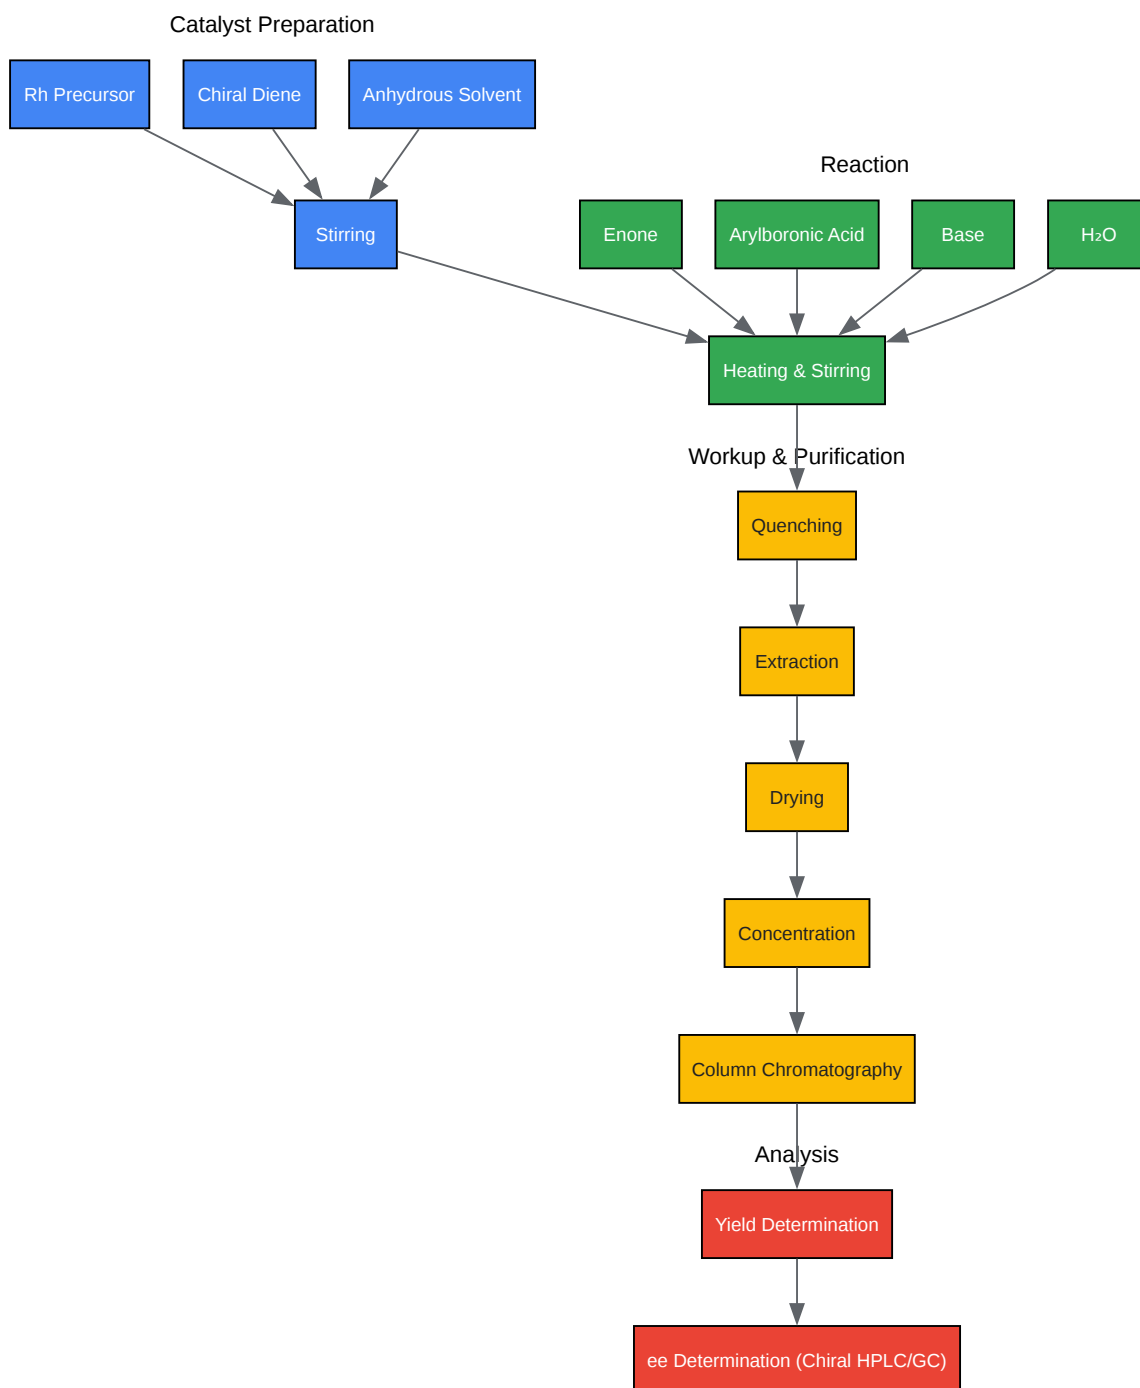 Catalyst Preparation
Rh Precursor
Chiral Diene
Anhydrous Solvent
Reaction
Stirring
Enone
Arylboronic Acid
Base
H₂O
Heating & Stirring
Workup & Purification
Quenching
Extraction
Drying
Concentration
Column Chromatography
Analysis
Yield Determination
ee Determination (Chiral HPLC/GC)